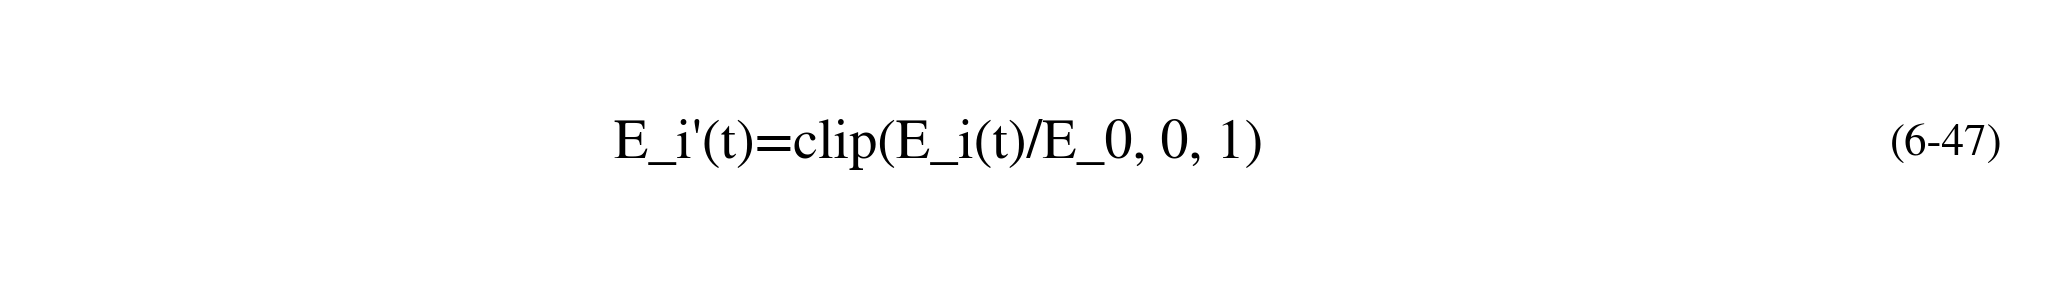 E_i'(t)=clip(E_i(t)/E_0, 0, 1) (6-47)